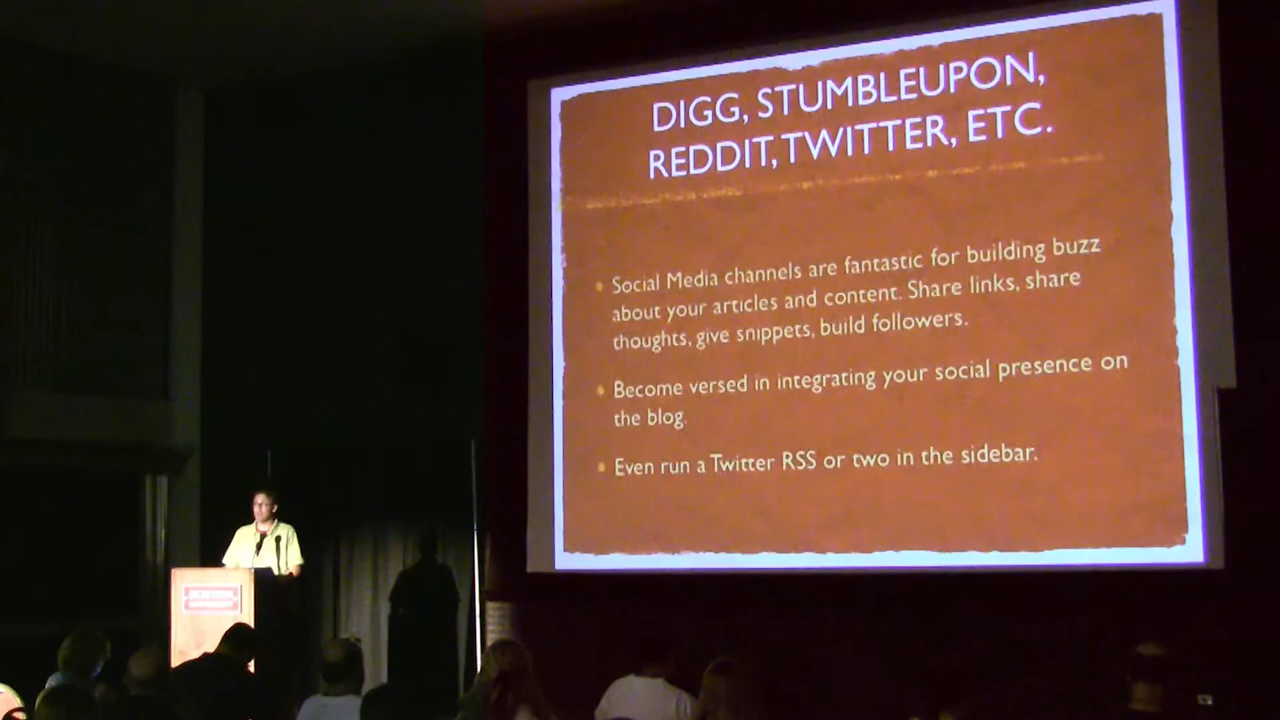 DIGG, STUMBLEUPON,
REDDIT, TWITTER, ETC.
• Social Media channels are fantastic for building buzz
about your articles and content. Share links, share
thoughts, give snippets, build followers.
• Become versed in integrating your social presence on
the blog.
• Even run a Twitter RSS or two in the sidebar.